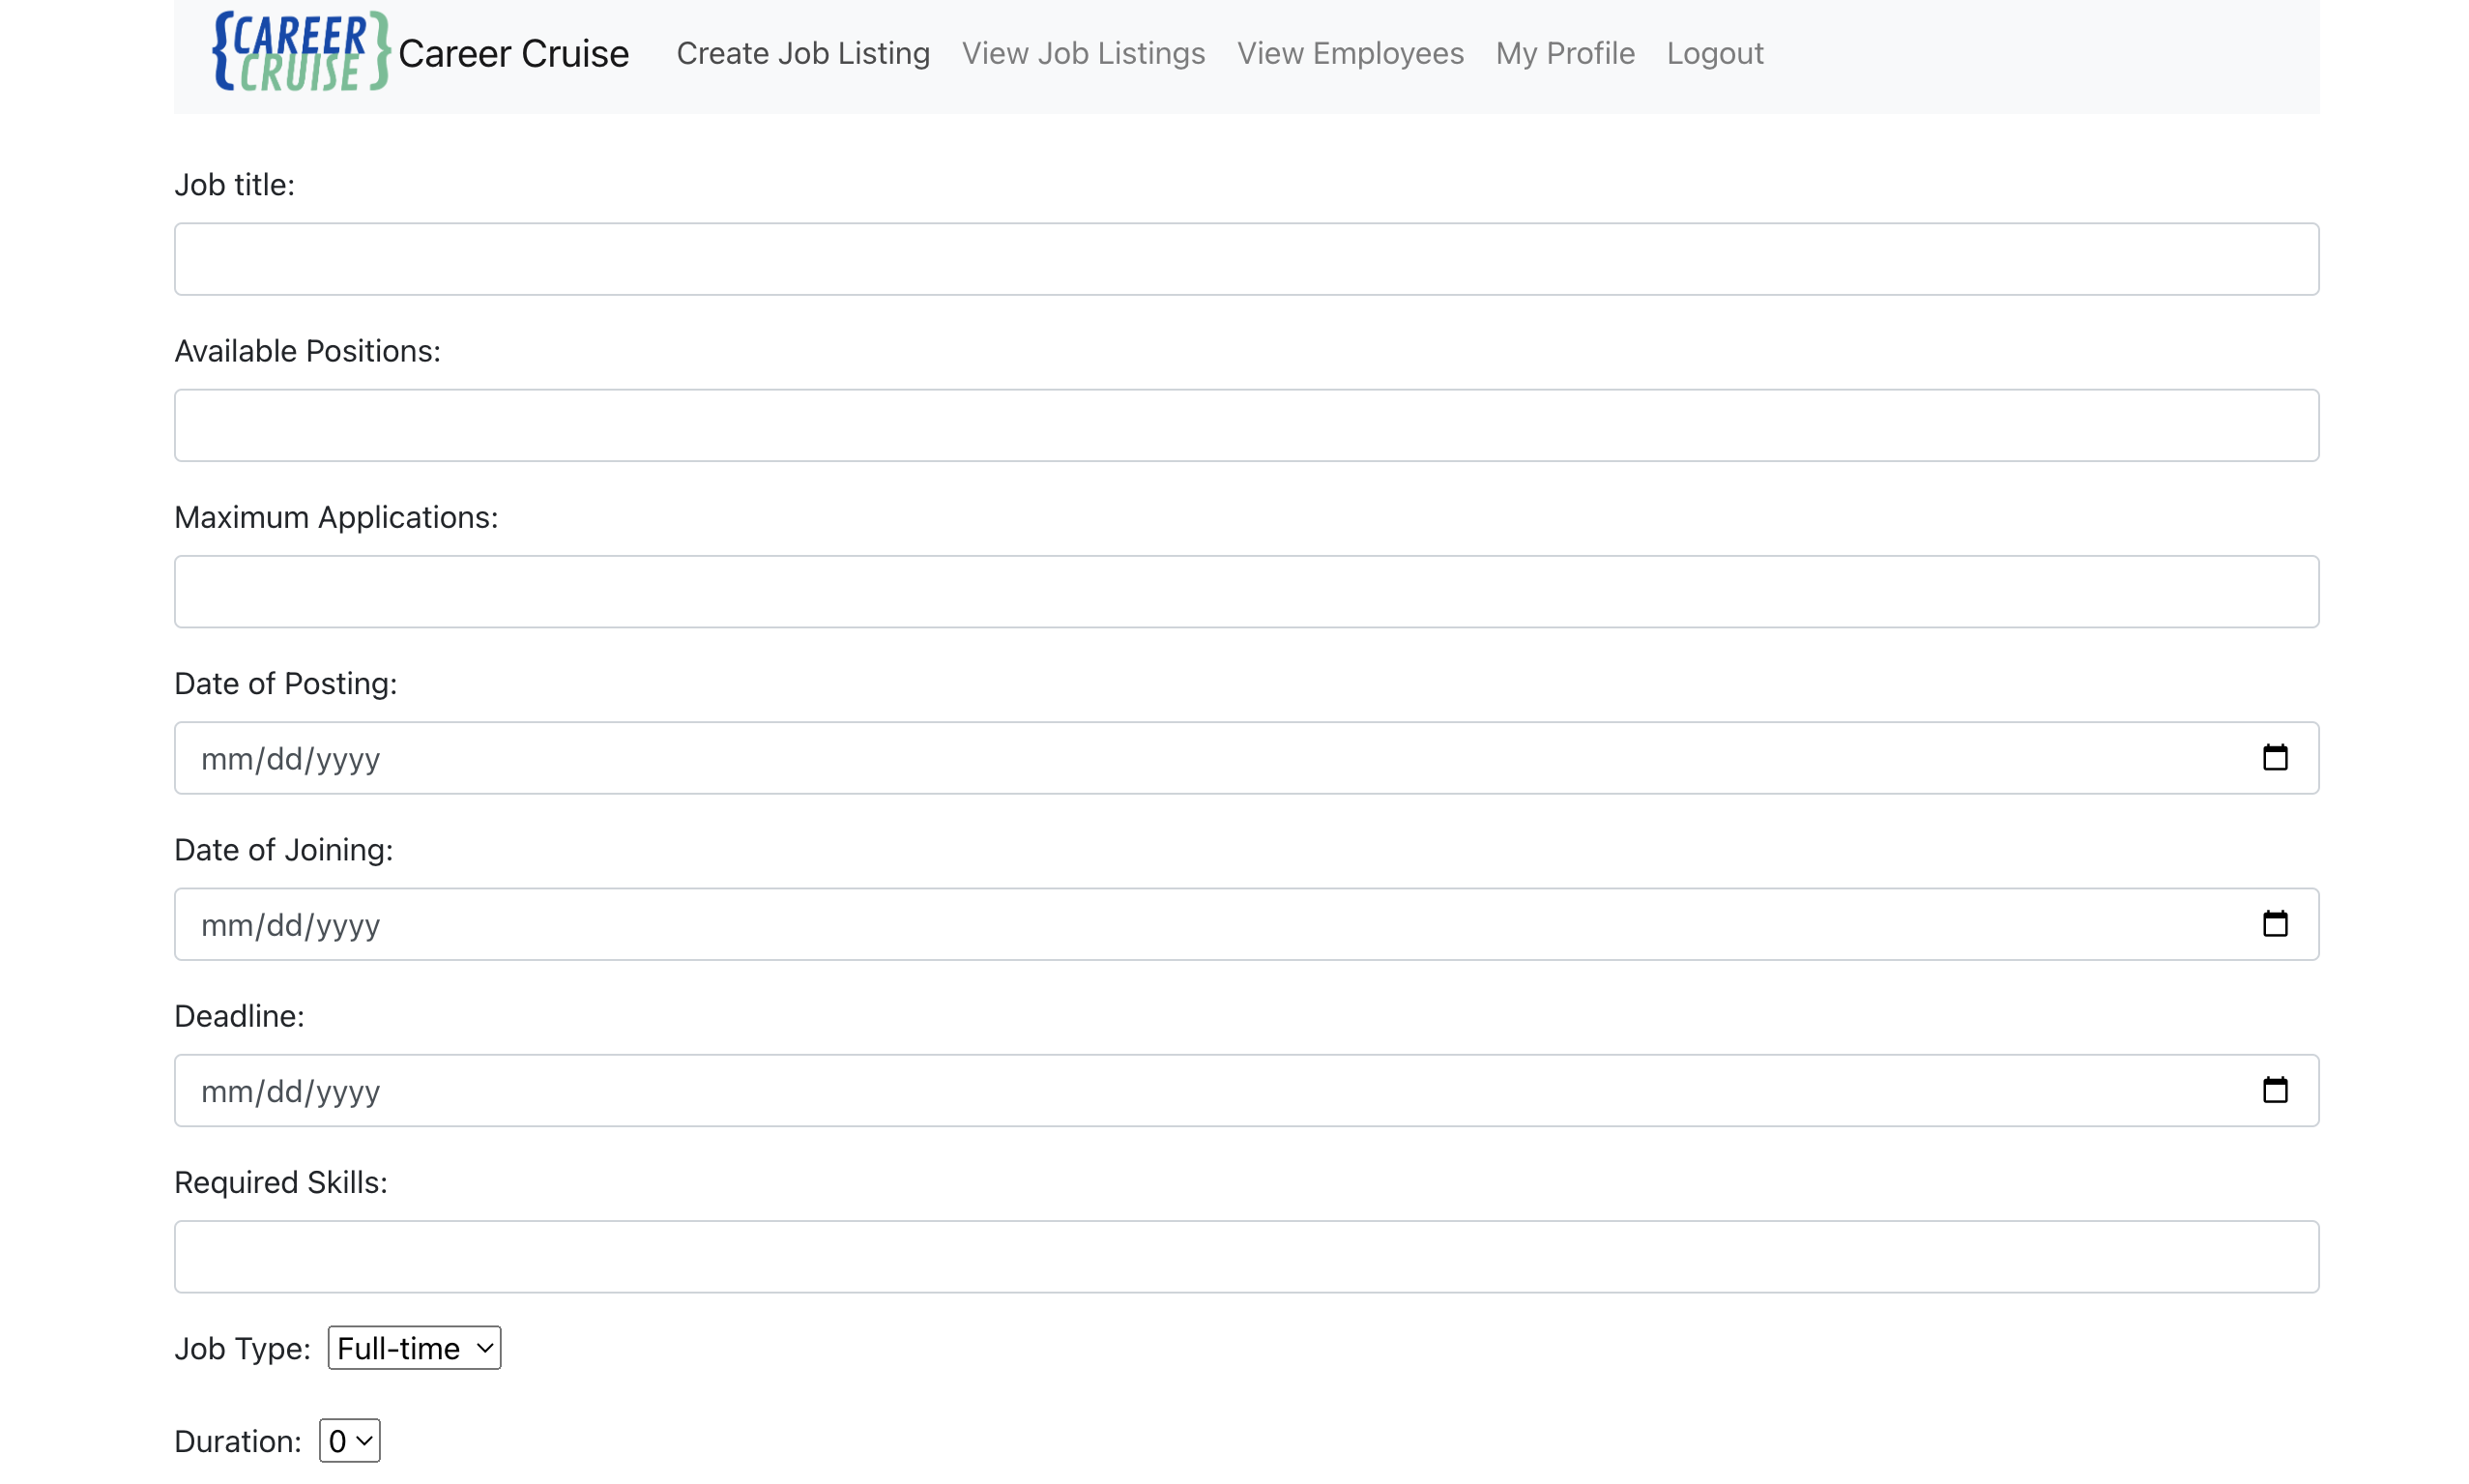 {CAREER
CRUISE}
Career Cruise Create Job Listing View Job Listings View Employees My Profile Logout
Job title:
Available Positions:
Maximum Applications:
Date of Posting:
mm/dd/yyyy
Date of Joining:
mm/dd/yyyy
Deadline:
mm/dd/yyyy
Required Skills:
Job Type: Full-time
Duration: 0